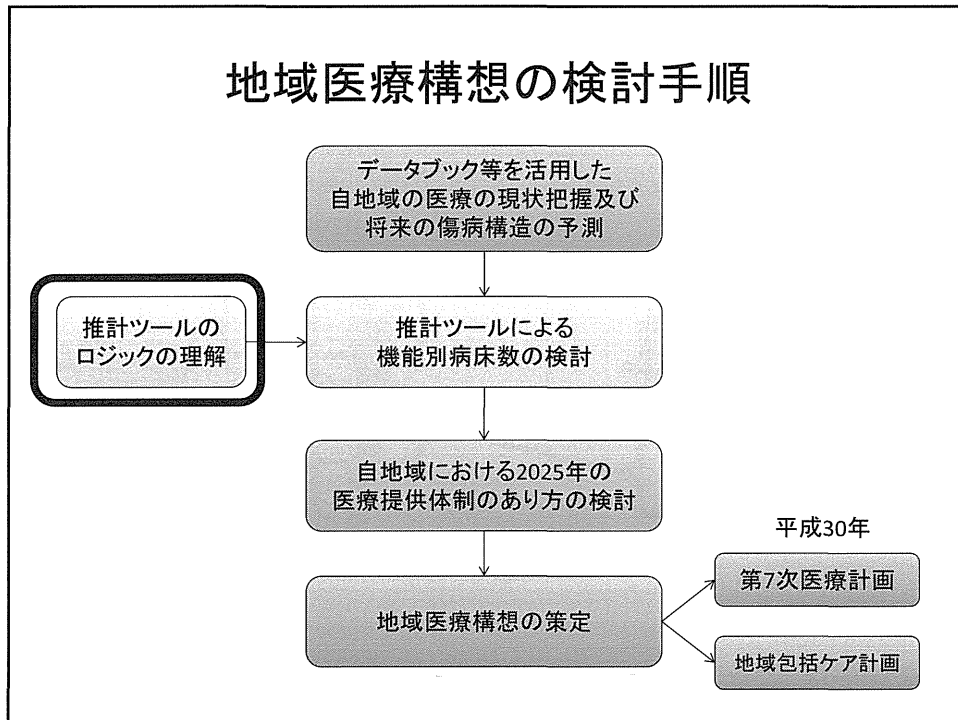 地域医療構想の検討手順
データブック等を活用した
自地域の医療の現状把握及び
将来の傷病構造の予測
推計ツールの
ロジックの理解
推計ツールによる
機能別病床数の検討
自地域における2025年の
医療提供体制のあり方の検討
平成30年
第7次医療計画
地域医療構想の策定
地域包括ケア計画